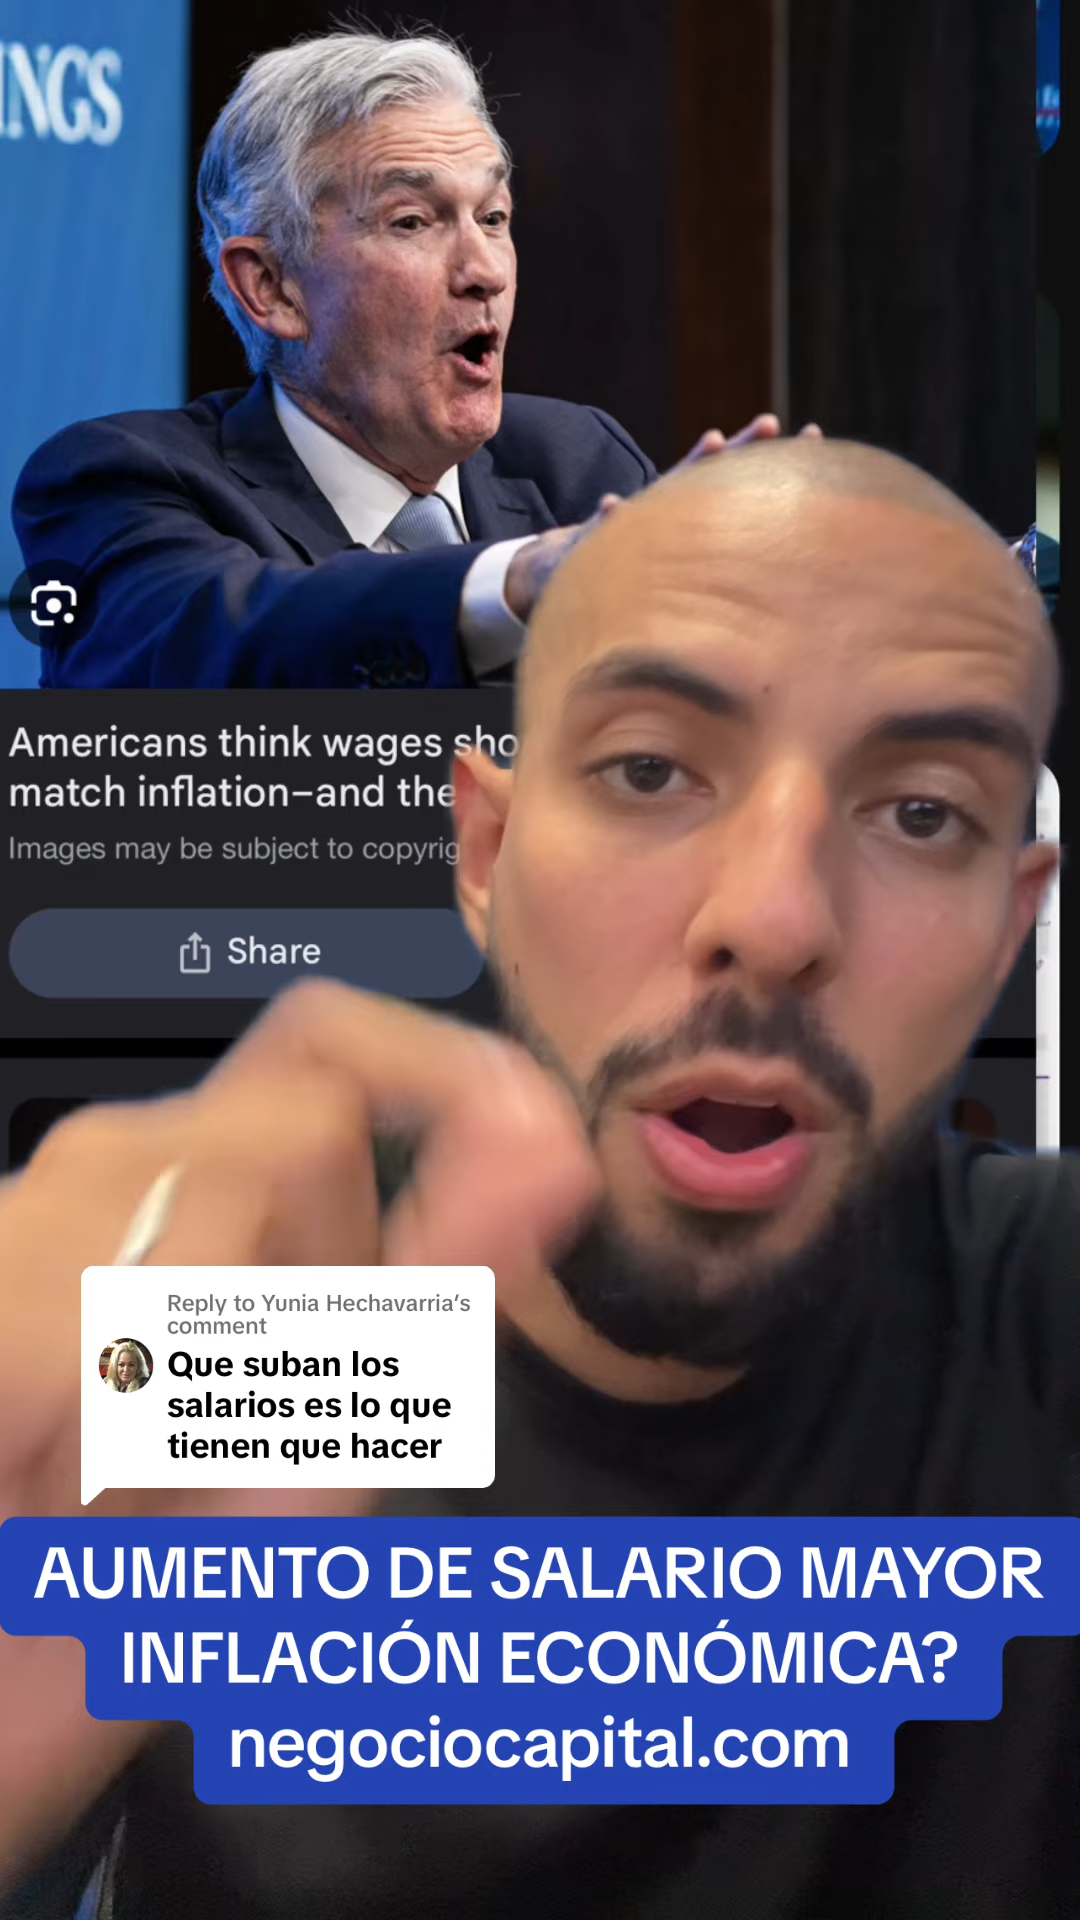 Americans think wages sho
match inflation–and the
Images may be subject to copyrig
Share
Reply to Yunia Hechavarria's
comment
Que suban los
salarios es lo que
tienen que hacer
AUMENTO DE SALARIO MAYOR
INFLACIÓN ECONÓMICA?
negociocapital.com